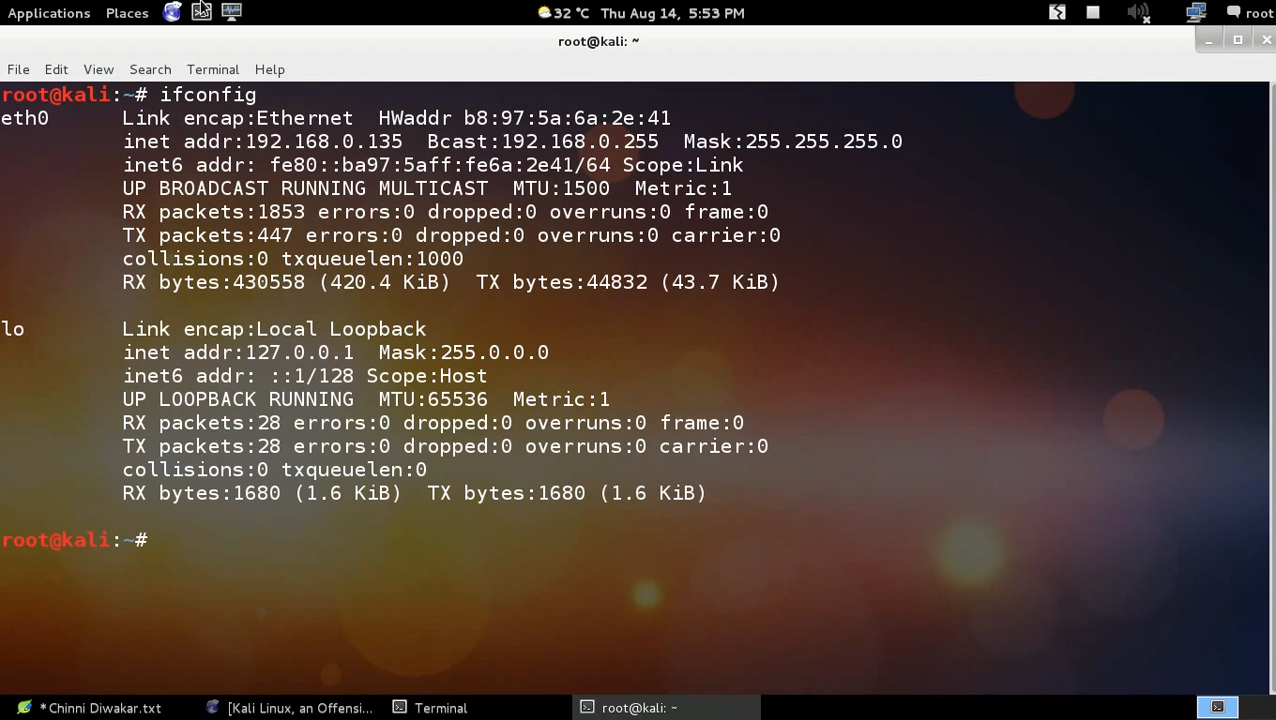 Applications Places 32 °C Thu Aug 14, 5:53 PM root
root@kali: ~
File Edit View Search Terminal Help
root@kali:~# ifconfig
eth0 Link encap:Ethernet HWaddr b8:97:5a:6a:2e:41
inet addr:192.168.0.135 Bcast:192.168.0.255 Mask:255.255.255.0
inet6 addr: fe80::ba97:5aff:fe6a:2e41/64 Scope:Link
UP BROADCAST RUNNING MULTICAST MTU:1500 Metric:1
RX packets:1853 errors:0 dropped:0 overruns:0 frame:0
TX packets:447 errors:0 dropped:0 overruns:0 carrier:0
collisions:0 txqueuelen:1000
RX bytes:430558 (420.4 KiB) TX bytes:44832 (43.7 KiB)
lo Link encap:Local Loopback
inet addr:127.0.0.1 Mask:255.0.0.0
inet6 addr: ::1/128 Scope:Host
UP LOOPBACK RUNNING MTU:65536 Metric:1
RX packets:28 errors:0 dropped:0 overruns:0 frame:0
TX packets:28 errors:0 dropped:0 overruns:0 carrier:0
collisions:0 txqueuelen:0
RX bytes:1680 (1.6 KiB) TX bytes:1680 (1.6 KiB)
root@kali:~#
*Chinni Diwakar.txt [Kali Linux, an Offensi... Terminal root@kali: ~